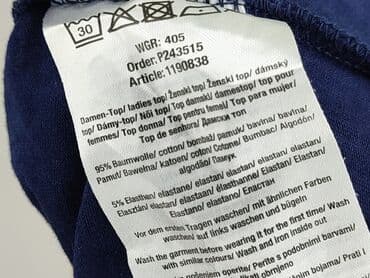 30
WGR: 405
Order:P243515
Article:1190838
Damen-Top/ ladies top/ Ženski top/ Ženski top/ dámský
top/ Dámy-top/ Női top/ Top damski/ damestop/ top pour
femmes/ Top donna/ Top pentru femei/ Top para mujer/
Top de senhora/ Дамски топ
95% Baumwolle/ cotton/ bombaž/ pamuk/ bavlna/ bavlna/
Pamut/ Bawełna/ katoen/ coton/ Cotone/ Bumbac/ Algodón/
algodão/ Памук
5% Elasthan/ elastane/ elastan/ elastan/ elastan/
Elasztán/ elastan/ elastaan/ élasthanne/ Elastan/ Elastan/
elastano/ Еластан
Vor dem ersten Tragen waschen/ mit ähnlichen Farben
waschen/ auf links waschen und bügeln
Wash the garment before wearing it for the first time/ Wash
with similar colours/ Wash and iron inside out
Perite s podobnimi barvami/